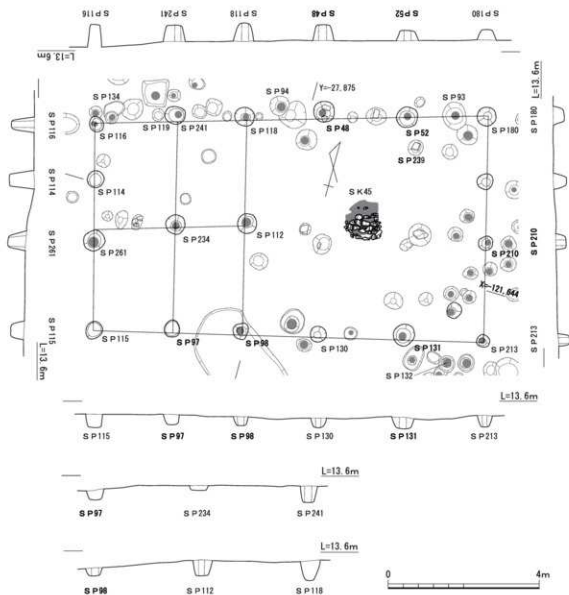 SP116
SP241
SP118
SP48
SP52
SP180
L=13.6m
L=13.6m
SP134
SP94
Y=-27.875
SP93
SP116
SP119
SP241
SP118
SP48
SP52
SP180
SP239
SP116
SP180
SP114
SP114
SK45
SP261
SP234
SP112
SP210
SP261
SP210
X=-121.644
SP115
SP97
SP98
SP130
SP131
SP213
SP132
SP115
SP213
L=13.6m
L=13.6m
SP115
SP97
SP98
SP130
SP131
SP213
L=13.6m
SP97
SP234
SP241
L=13.6m
SP98
SP112
SP118
0
4m